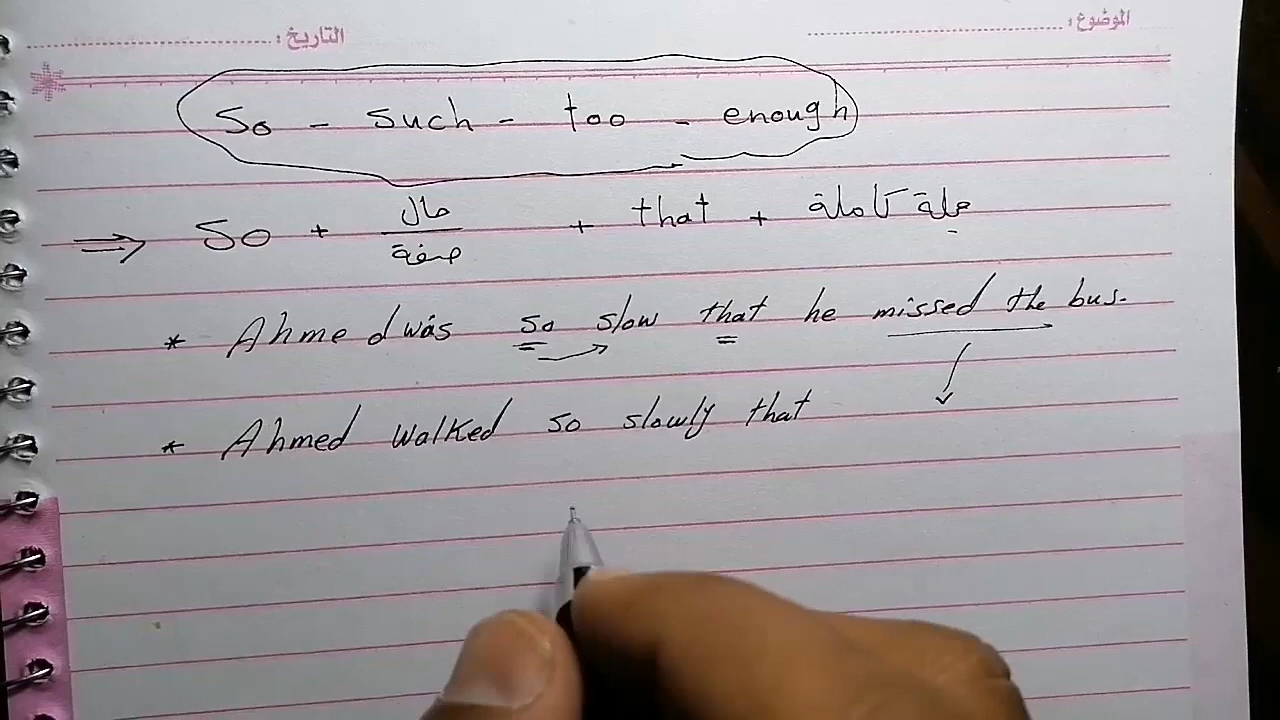 الموضوع : التاريخ :
So - such - too - enough
⇒ So + حال / صفة + that + جملة كاملة
* Ahmed was so slow that he missed the bus.
* Ahmed walked so slowly that